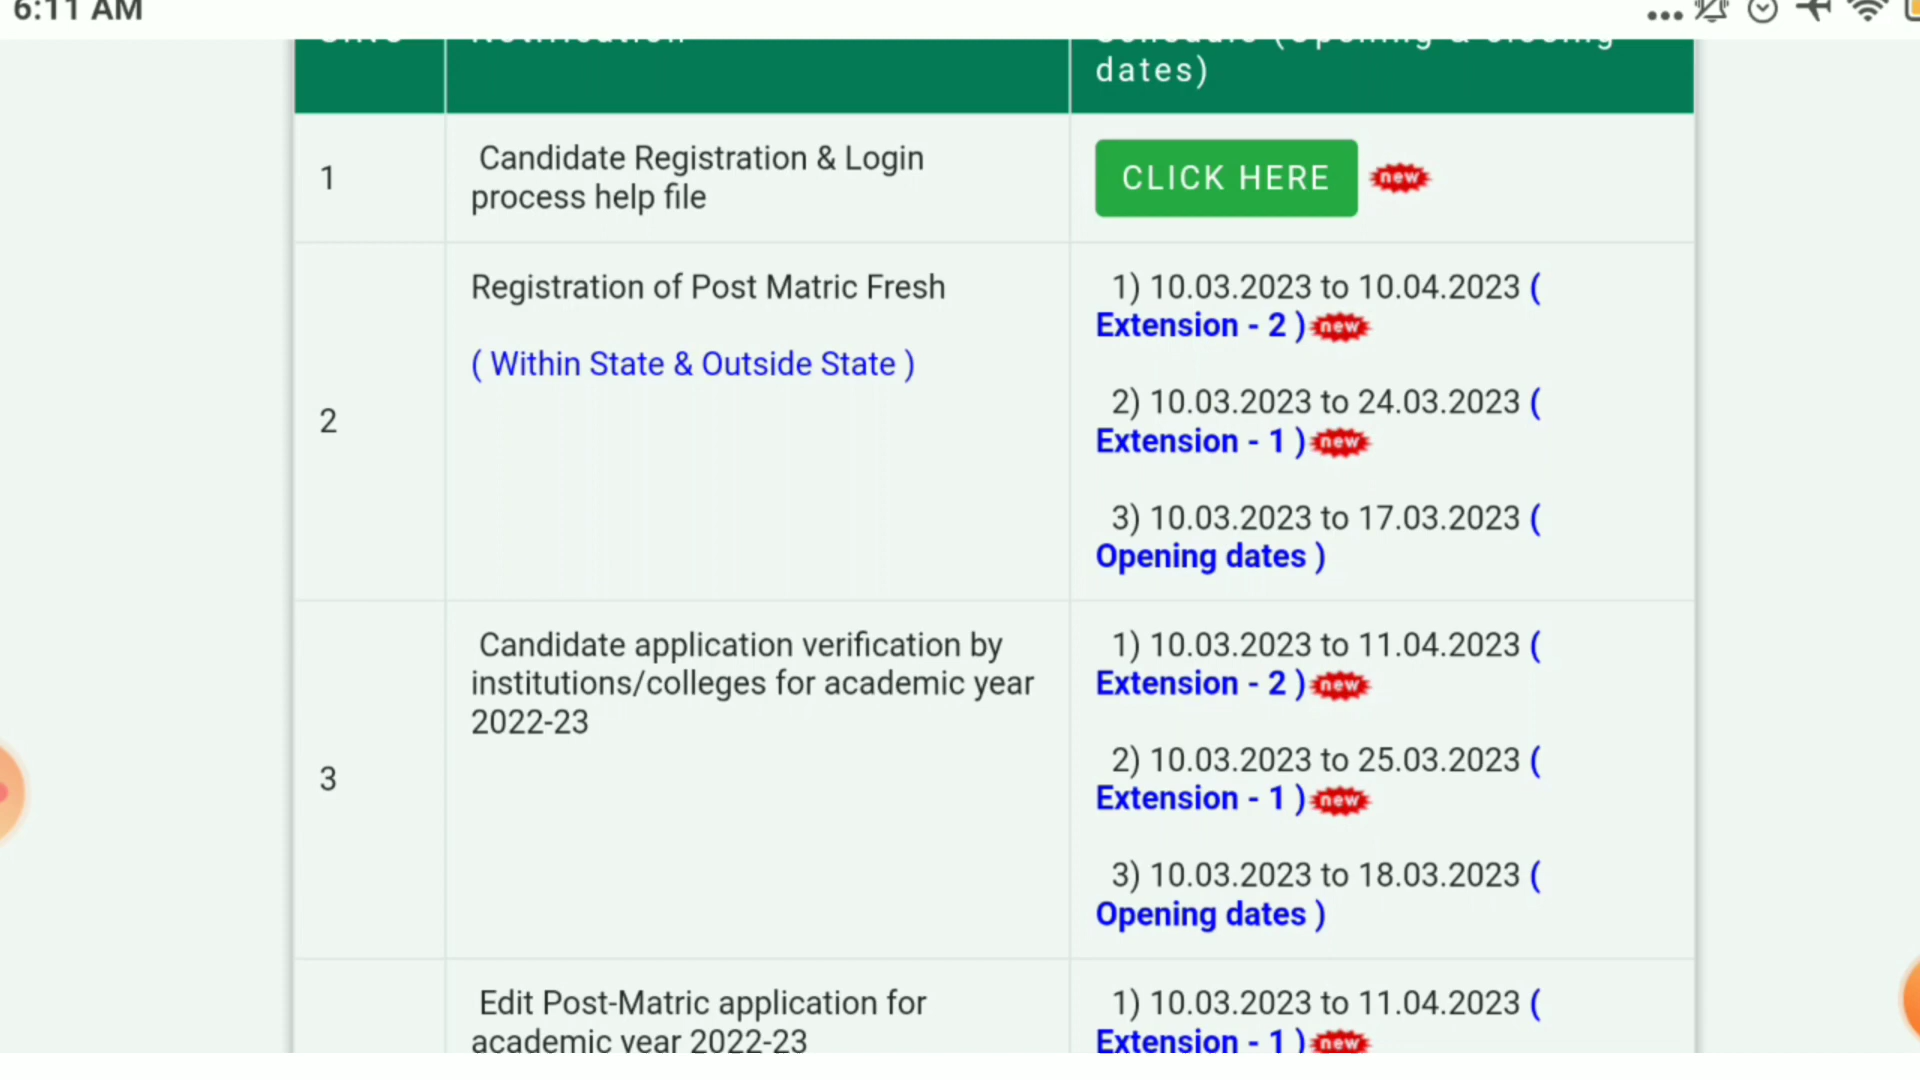 6:11 AM
dates)
1
Candidate Registration & Login
process help file
CLICK HERE new
2
Registration of Post Matric Fresh
( Within State & Outside State )
1) 10.03.2023 to 10.04.2023 (
Extension - 2 ) new
2) 10.03.2023 to 24.03.2023 (
Extension - 1 ) new
3) 10.03.2023 to 17.03.2023 (
Opening dates )
3
Candidate application verification by
institutions/colleges for academic year
2022-23
1) 10.03.2023 to 11.04.2023 (
Extension - 2 ) new
2) 10.03.2023 to 25.03.2023 (
Extension - 1 ) new
3) 10.03.2023 to 18.03.2023 (
Opening dates )
Edit Post-Matric application for
academic year 2022-23
1) 10.03.2023 to 11.04.2023 (
Extension - 1 ) new